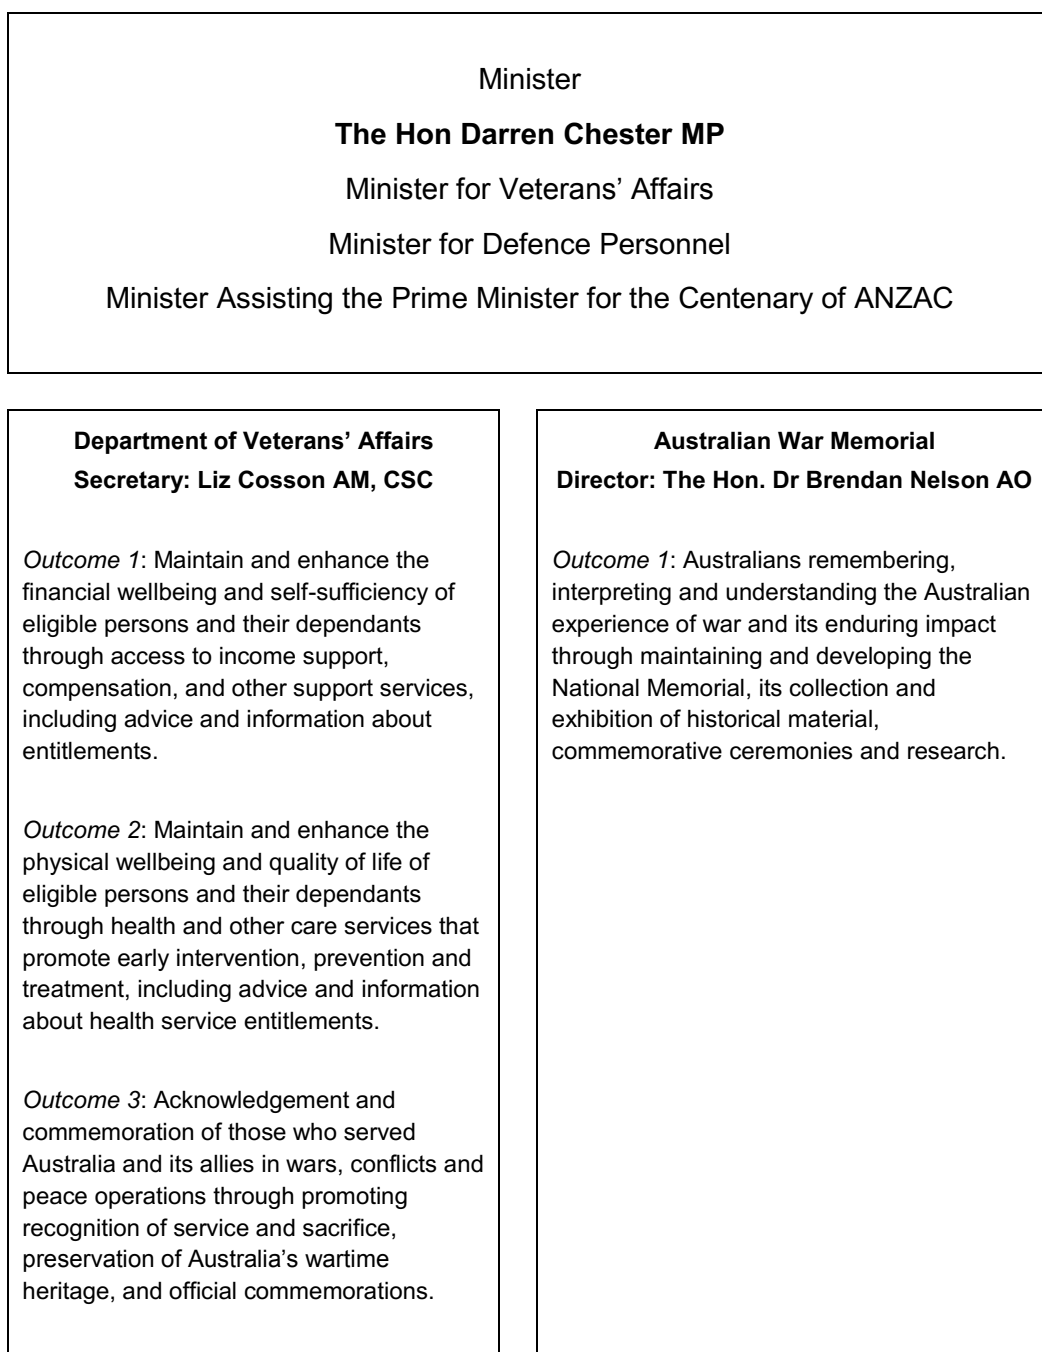 Minister
The Hon Darren Chester MP
Minister for Veterans’ Affairs
Minister for Defence Personnel
Minister Assisting the Prime Minister for the Centenary of ANZAC
Department of Veterans’ Affairs
Secretary: Liz Cosson AM, CSC
Outcome 1: Maintain and enhance the
financial wellbeing and self-sufficiency of
eligible persons and their dependants
through access to income support,
compensation, and other support services,
including advice and information about
entitlements.
Outcome 2: Maintain and enhance the
physical wellbeing and quality of life of
eligible persons and their dependants
through health and other care services that
promote early intervention, prevention and
treatment, including advice and information
about health service entitlements.
Outcome 3: Acknowledgement and
commemoration of those who served
Australia and its allies in wars, conflicts and
peace operations through promoting
recognition of service and sacrifice,
preservation of Australia’s wartime
heritage, and official commemorations.
Australian War Memorial
Director: The Hon. Dr Brendan Nelson AO
Outcome 1: Australians remembering,
interpreting and understanding the Australian
experience of war and its enduring impact
through maintaining and developing the
National Memorial, its collection and
exhibition of historical material,
commemorative ceremonies and research.